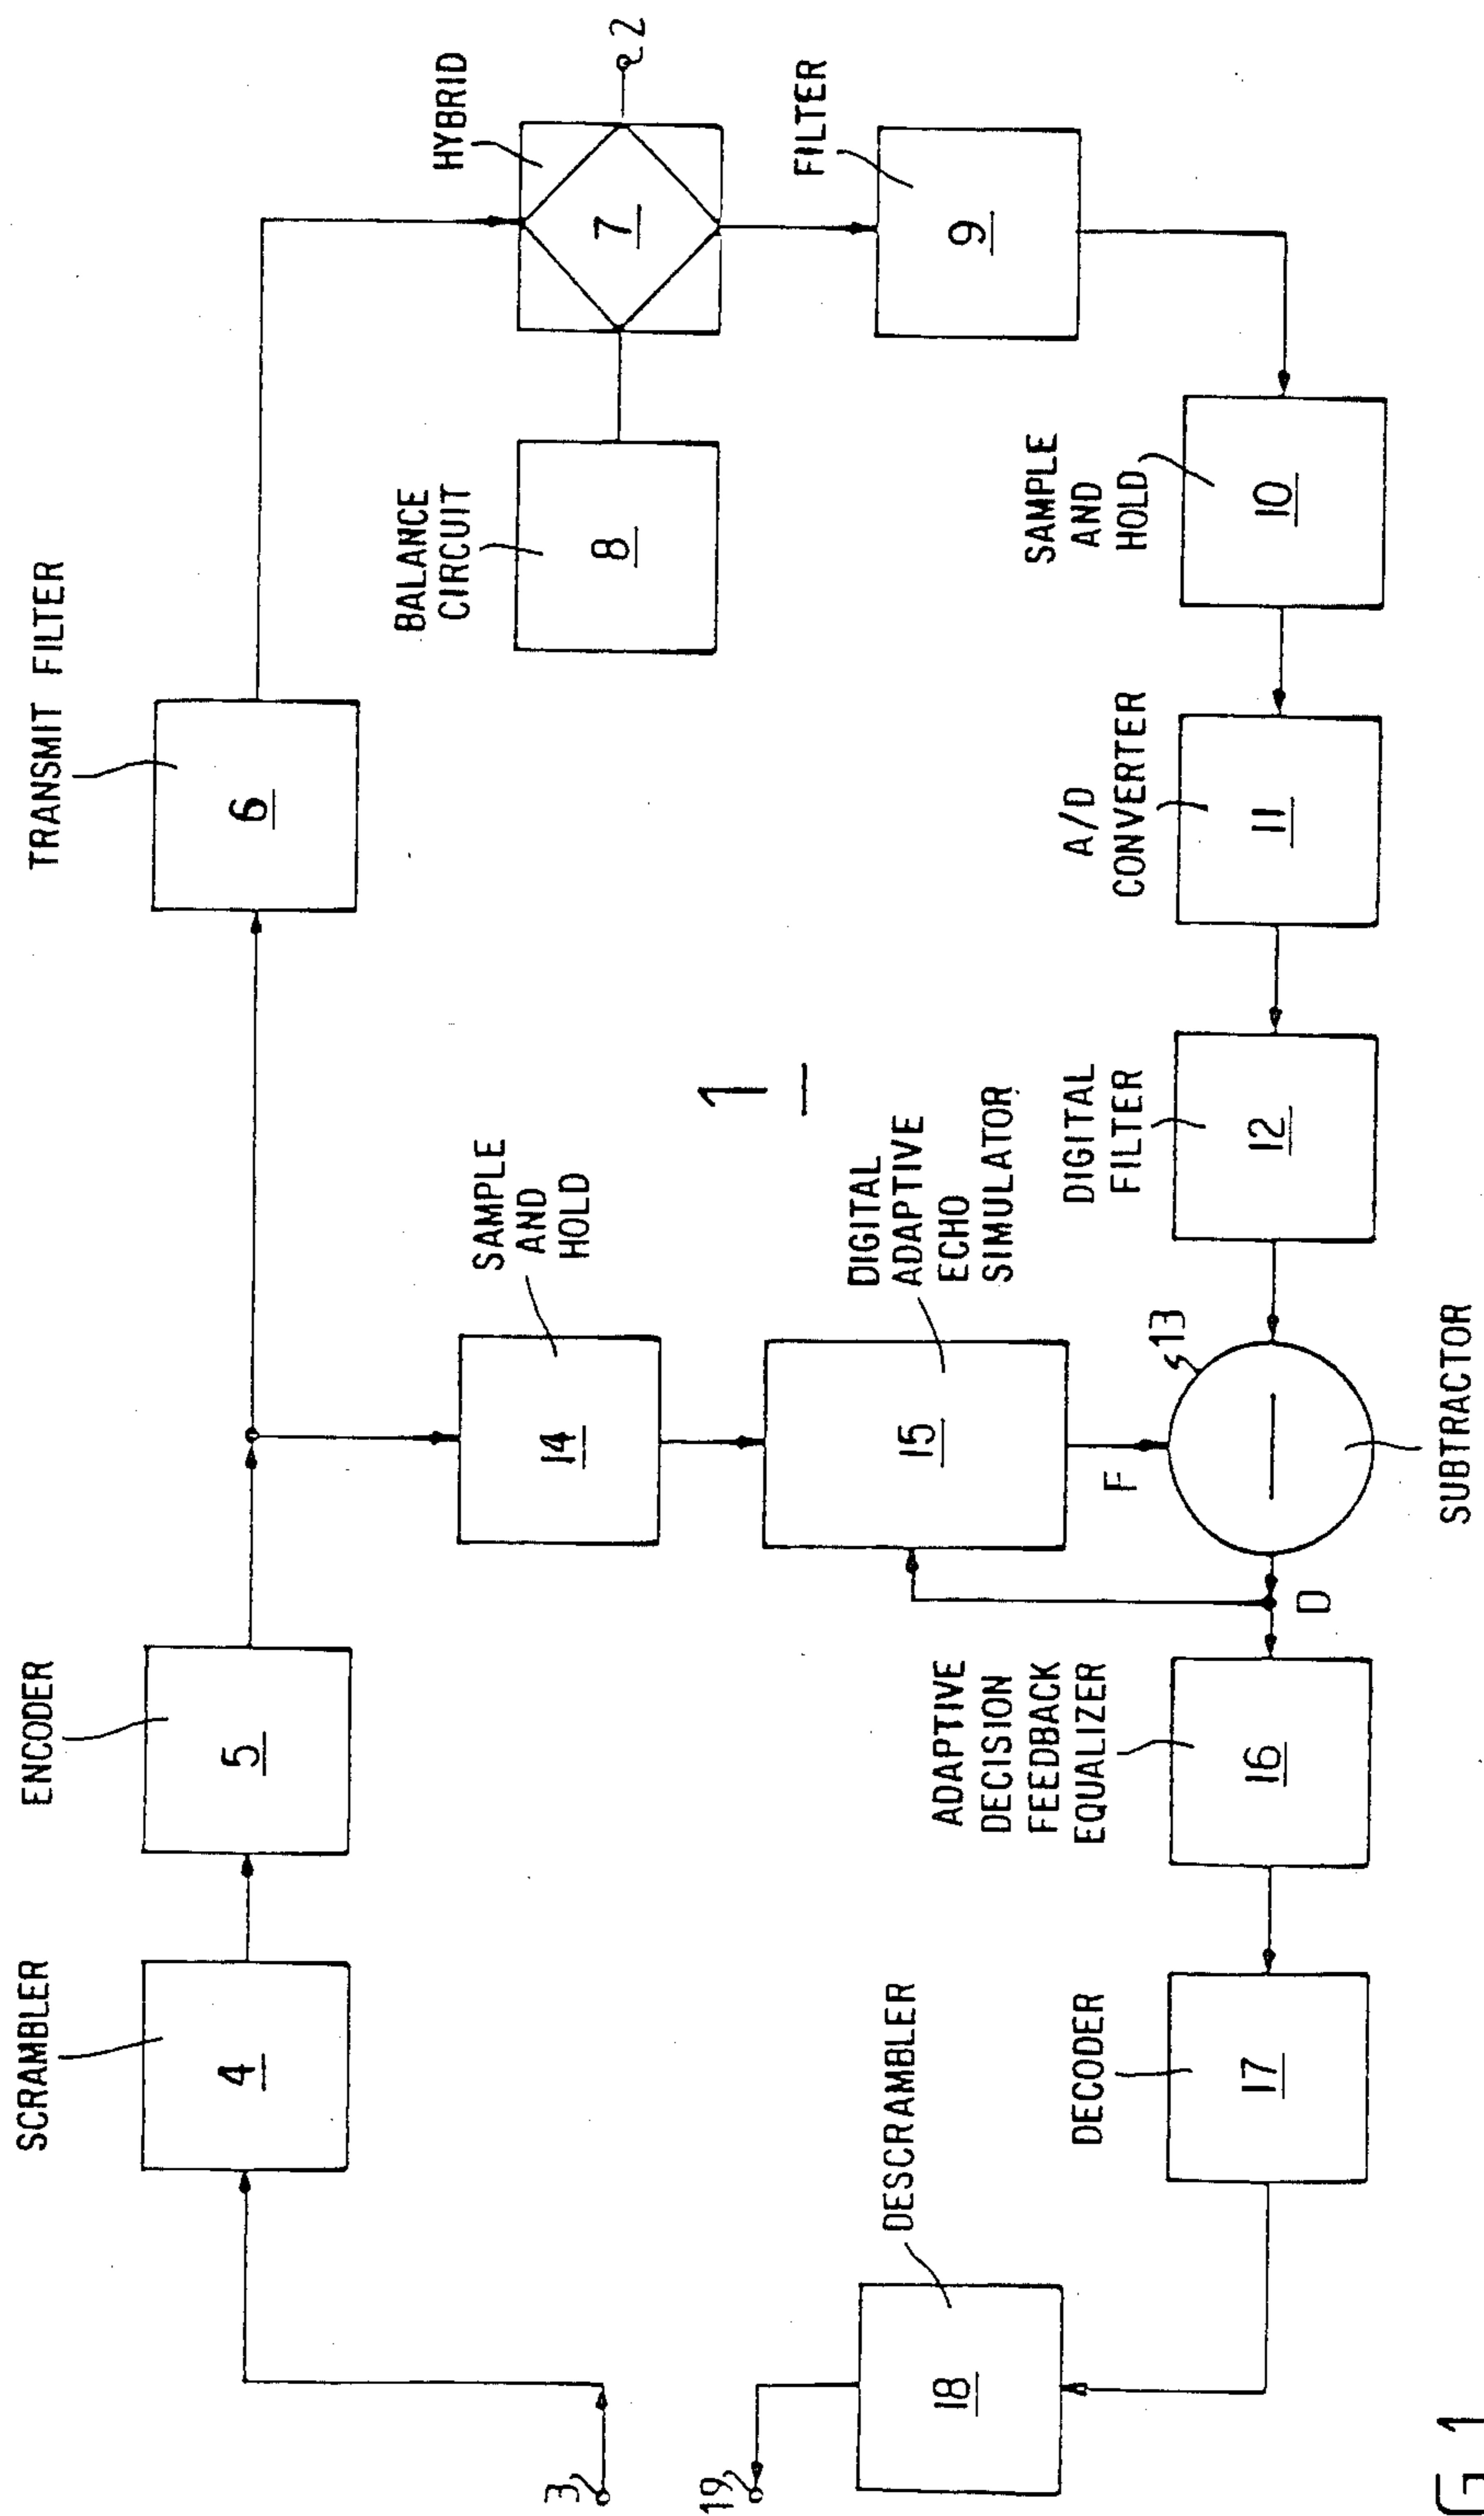 SCRAMBLER
ENCODER
TRANSMIT FILTER
4
5
6
HYBRID
7
2
BALANCE
CIRCUIT
8
SAMPLE
AND
HOLD
14
1
FILTER
9
3
19
DESCRAMBLER
18
DIGITAL
ADAPTIVE
ECHO
SIMULATOR
15
F
13
SAMPLE
AND
HOLD
10
A/D
CONVERTER
11
DIGITAL
FILTER
12
ADAPTIVE
DECISION
FEEDBACK
EQUALIZER
16
D
DECODER
17
SUBTRACTOR
G 1